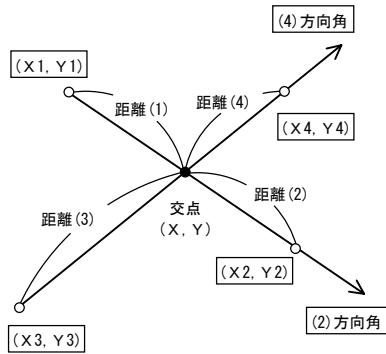 (4)方向角
(X1, Y1)
距離(1)
距離(4)
(X4, Y4)
距離(3)
交点
(X, Y)
距離(2)
(X2, Y2)
(X3, Y3)
(2)方向角